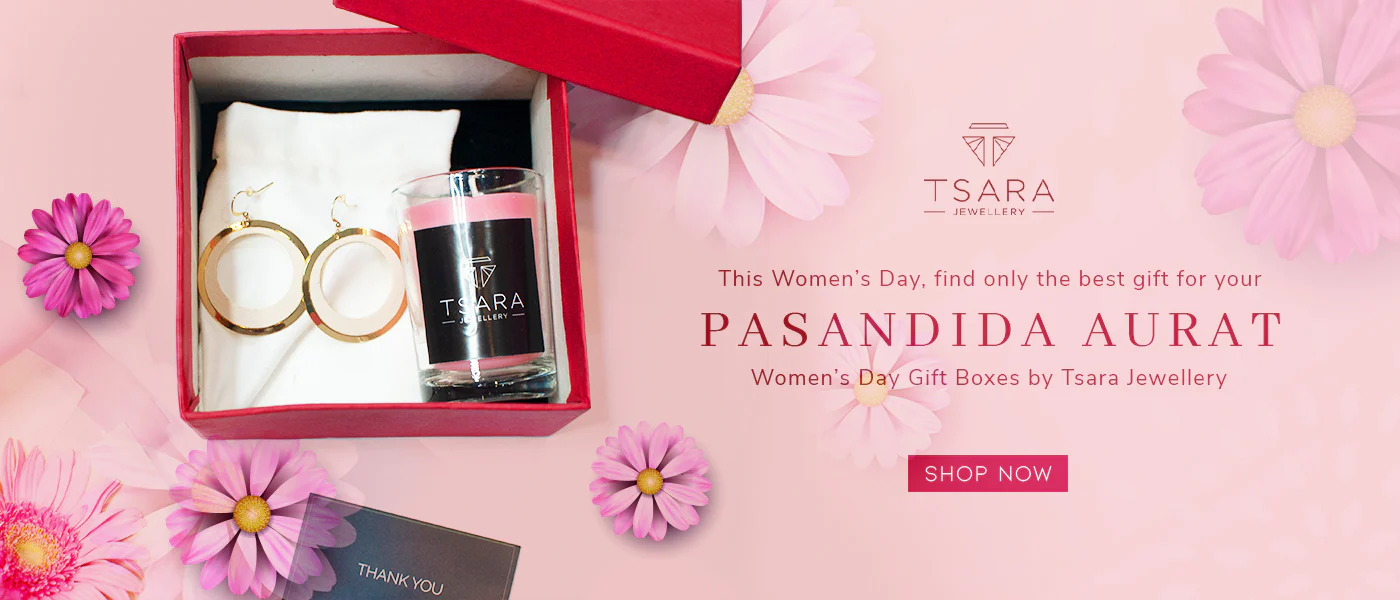 TSARA
JEWELLERY
TSARA
JEWELLERY
This Women’s Day, find only the best gift for your
PASANDIDA AURAT
Women’s Day Gift Boxes by Tsara Jewellery
SHOP NOW
THANK YOU